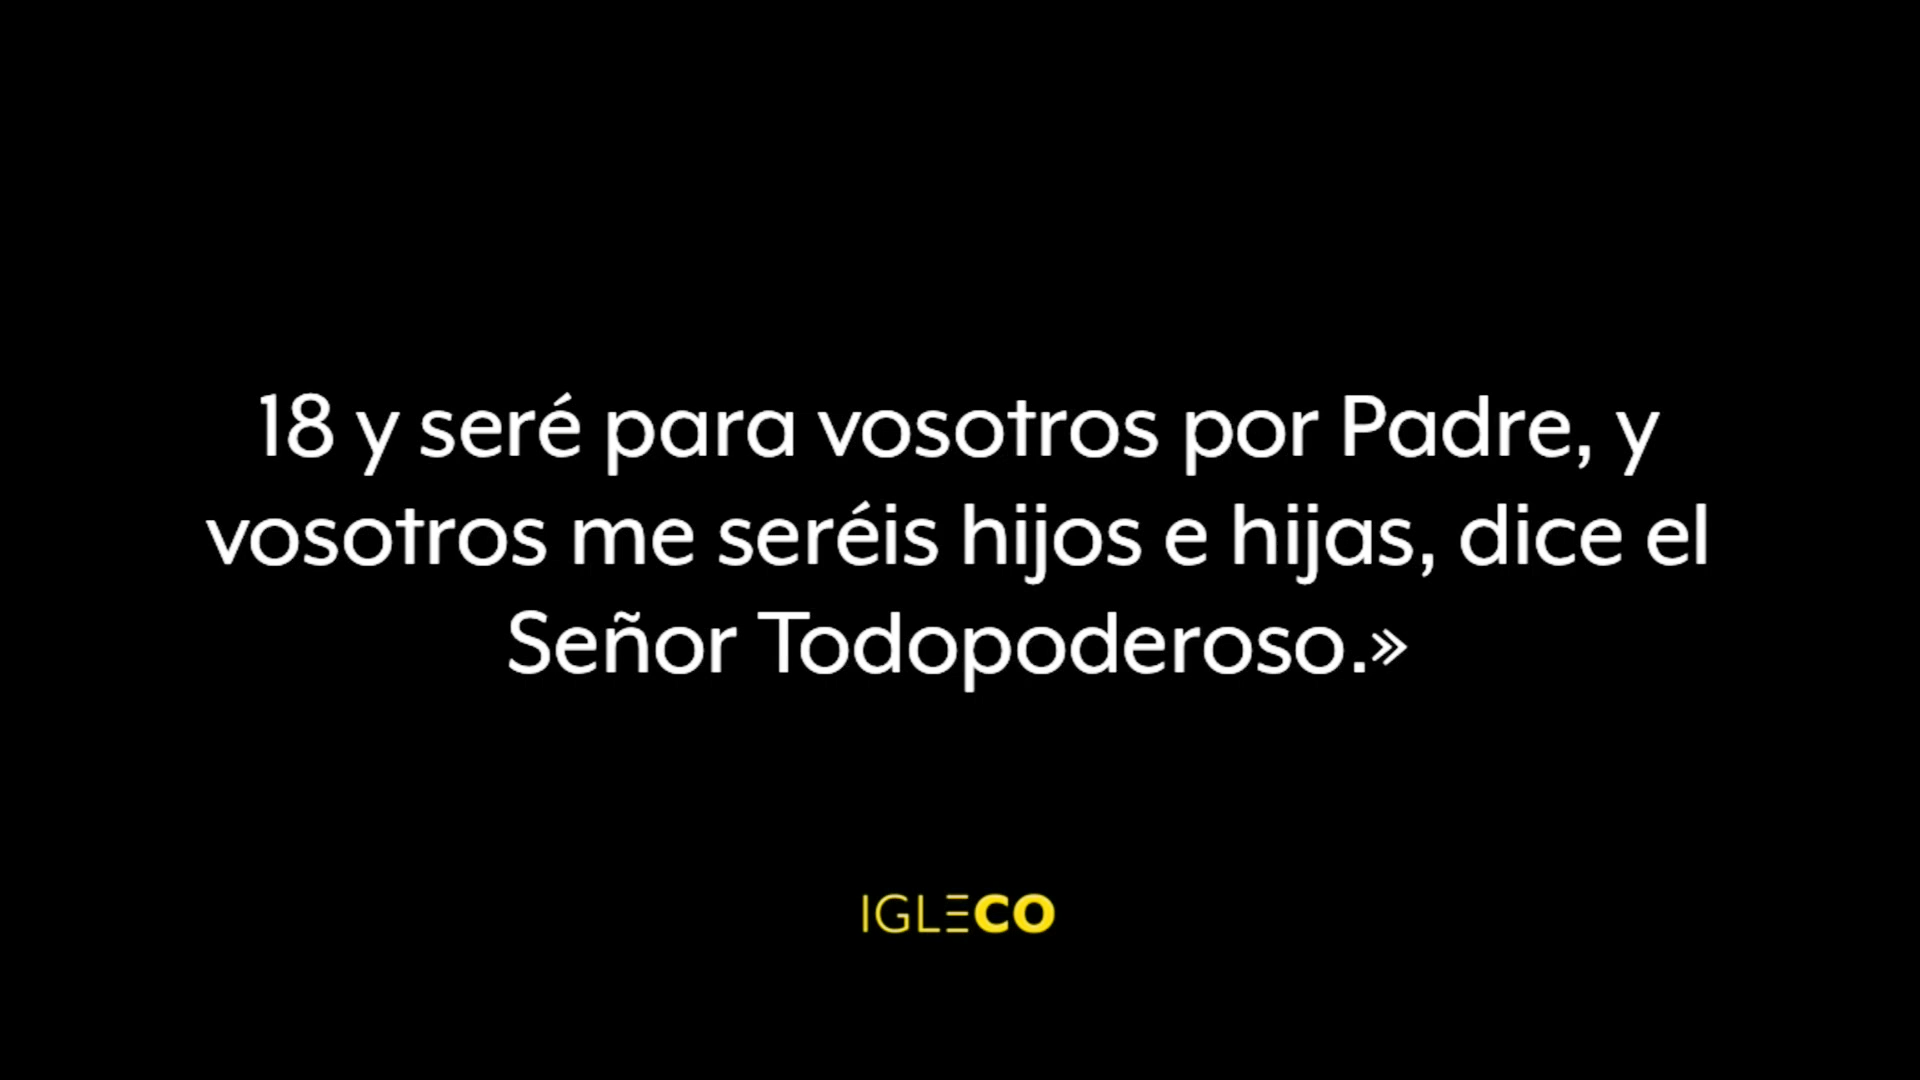 18 y seré para vosotros por Padre, y
vosotros me seréis hijos e hijas, dice el
Señor Todopoderoso.»
IGLECO